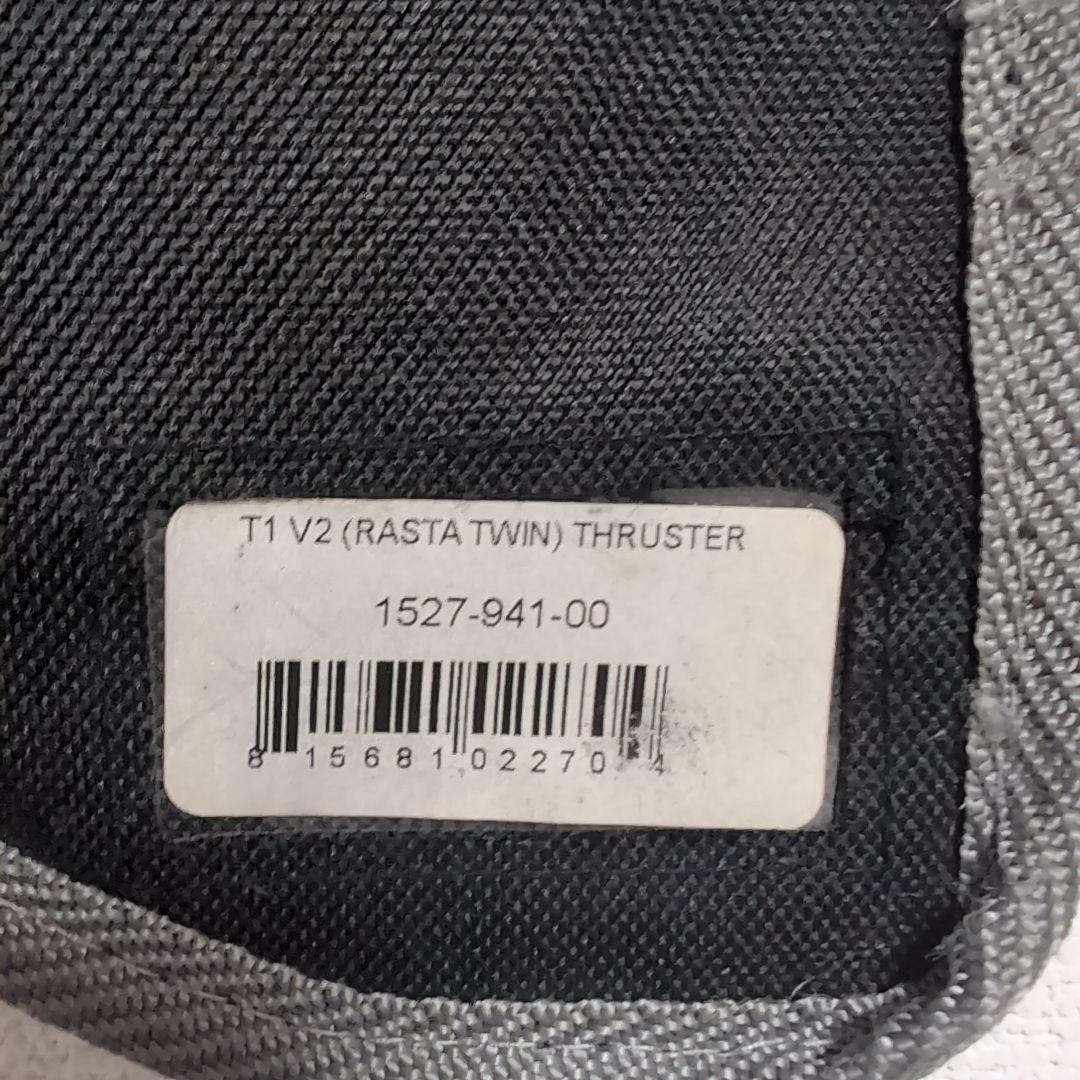 T1 V2 (RASTA TWIN) THRUSTER
1527-941-00
8 15681 02270 4